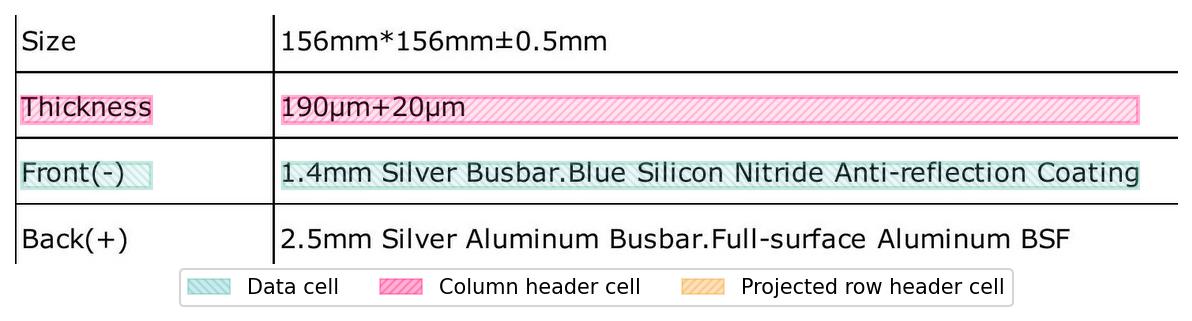 Size 156mm*156mm±0.5mm
Thickness 190μm+20μm
Front(-) 1.4mm Silver Busbar.Blue Silicon Nitride Anti-reflection Coating
Back(+) 2.5mm Silver Aluminum Busbar.Full-surface Aluminum BSF
Data cell Column header cell Projected row header cell